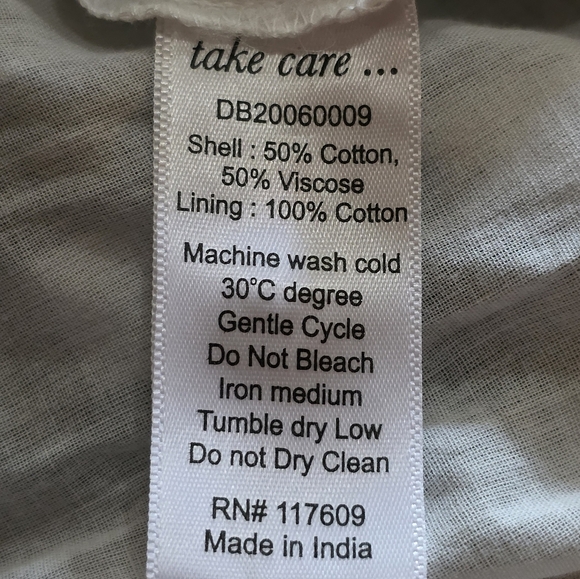 take care ...
DB20060009
Shell : 50% Cotton,
50% Viscose
Lining : 100% Cotton
Machine wash cold
30°C degree
Gentle Cycle
Do Not Bleach
Iron medium
Tumble dry Low
Do not Dry Clean
RN# 117609
Made in India